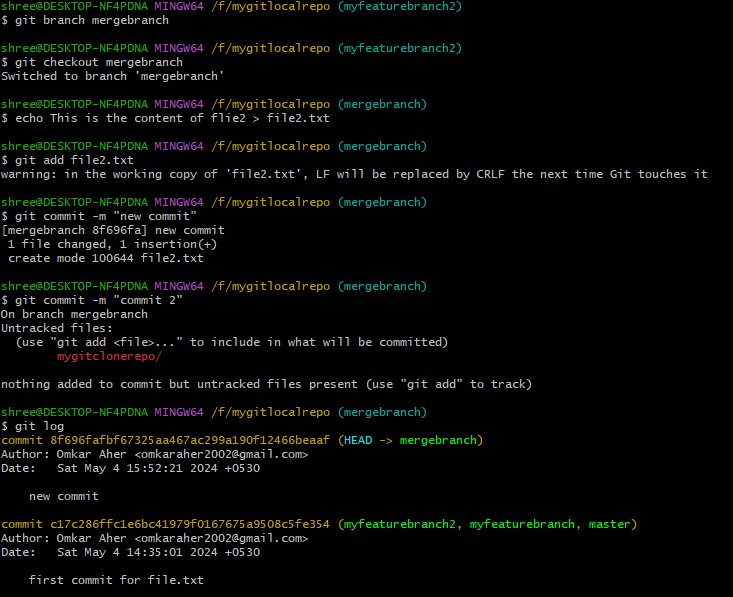 shree@DESKTOP-NF4PDNA MINGW64 /f/mygitlocalrepo (myfeaturebranch2)
$ git branch mergebranch
shree@DESKTOP-NF4PDNA MINGW64 /f/mygitlocalrepo (myfeaturebranch2)
$ git checkout mergebranch
Switched to branch 'mergebranch'
shree@DESKTOP-NF4PDNA MINGW64 /f/mygitlocalrepo (mergebranch)
$ echo This is the content of flie2 > file2.txt
shree@DESKTOP-NF4PDNA MINGW64 /f/mygitlocalrepo (mergebranch)
$ git add file2.txt
warning: in the working copy of 'file2.txt', LF will be replaced by CRLF the next time Git touches it
shree@DESKTOP-NF4PDNA MINGW64 /f/mygitlocalrepo (mergebranch)
$ git commit -m "new commit"
[mergebranch 8f696fa] new commit
 1 file changed, 1 insertion(+)
 create mode 100644 file2.txt
shree@DESKTOP-NF4PDNA MINGW64 /f/mygitlocalrepo (mergebranch)
$ git commit -m "commit 2"
On branch mergebranch
Untracked files:
  (use "git add <file>..." to include in what will be committed)
        mygitclonerepo/
nothing added to commit but untracked files present (use "git add" to track)
shree@DESKTOP-NF4PDNA MINGW64 /f/mygitlocalrepo (mergebranch)
$ git log
commit 8f696fafbf67325aa467ac299a190f12466beaaf (HEAD -> mergebranch)
Author: Omkar Aher <omkaraher2002@gmail.com>
Date:   Sat May 4 15:52:21 2024 +0530
    new commit
commit c17c286ffc1e6bc41979f0167675a9508c5fe354 (myfeaturebranch2, myfeaturebranch, master)
Author: Omkar Aher <omkaraher2002@gmail.com>
Date:   Sat May 4 14:35:01 2024 +0530
    first commit for file.txt